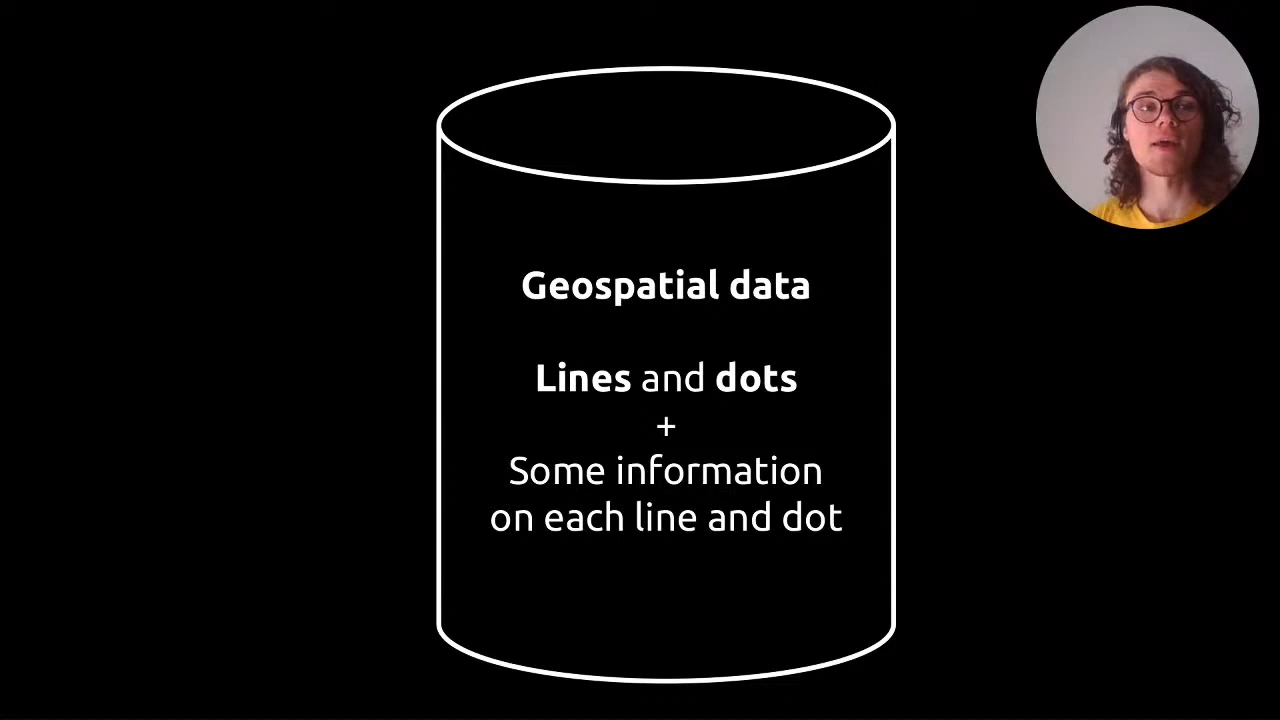 Geospatial data
Lines and dots
+
Some information
on each line and dot